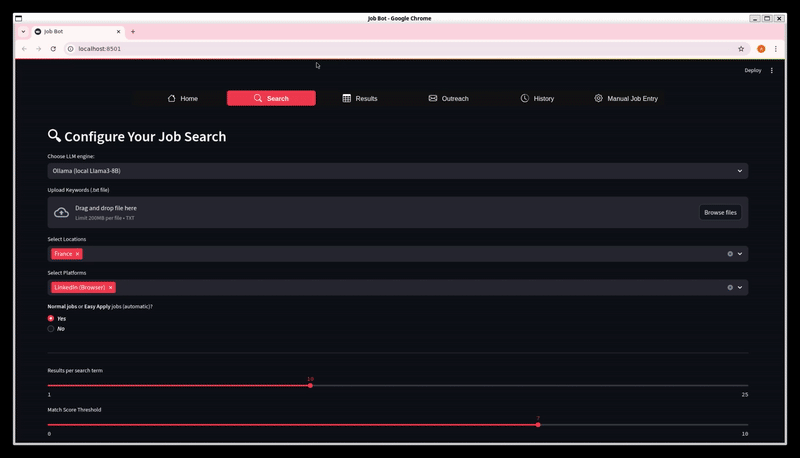 Job Bot - Google Chrome
Job Bot
localhost:8501
Deploy
Home
Search
Results
Outreach
History
Manual Job Entry
Configure Your Job Search
Choose LLM engine:
Ollama (local Llama3-8B)
Upload Keywords (.txt file)
Drag and drop file here
Limit 200MB per file • TXT
Browse files
Select Locations
France
Select Platforms
LinkedIn (Browser)
Normal jobs or Easy Apply jobs (automatic)?
Yes
No
Results per search term
10
1
25
Match Score Threshold
7
0
10